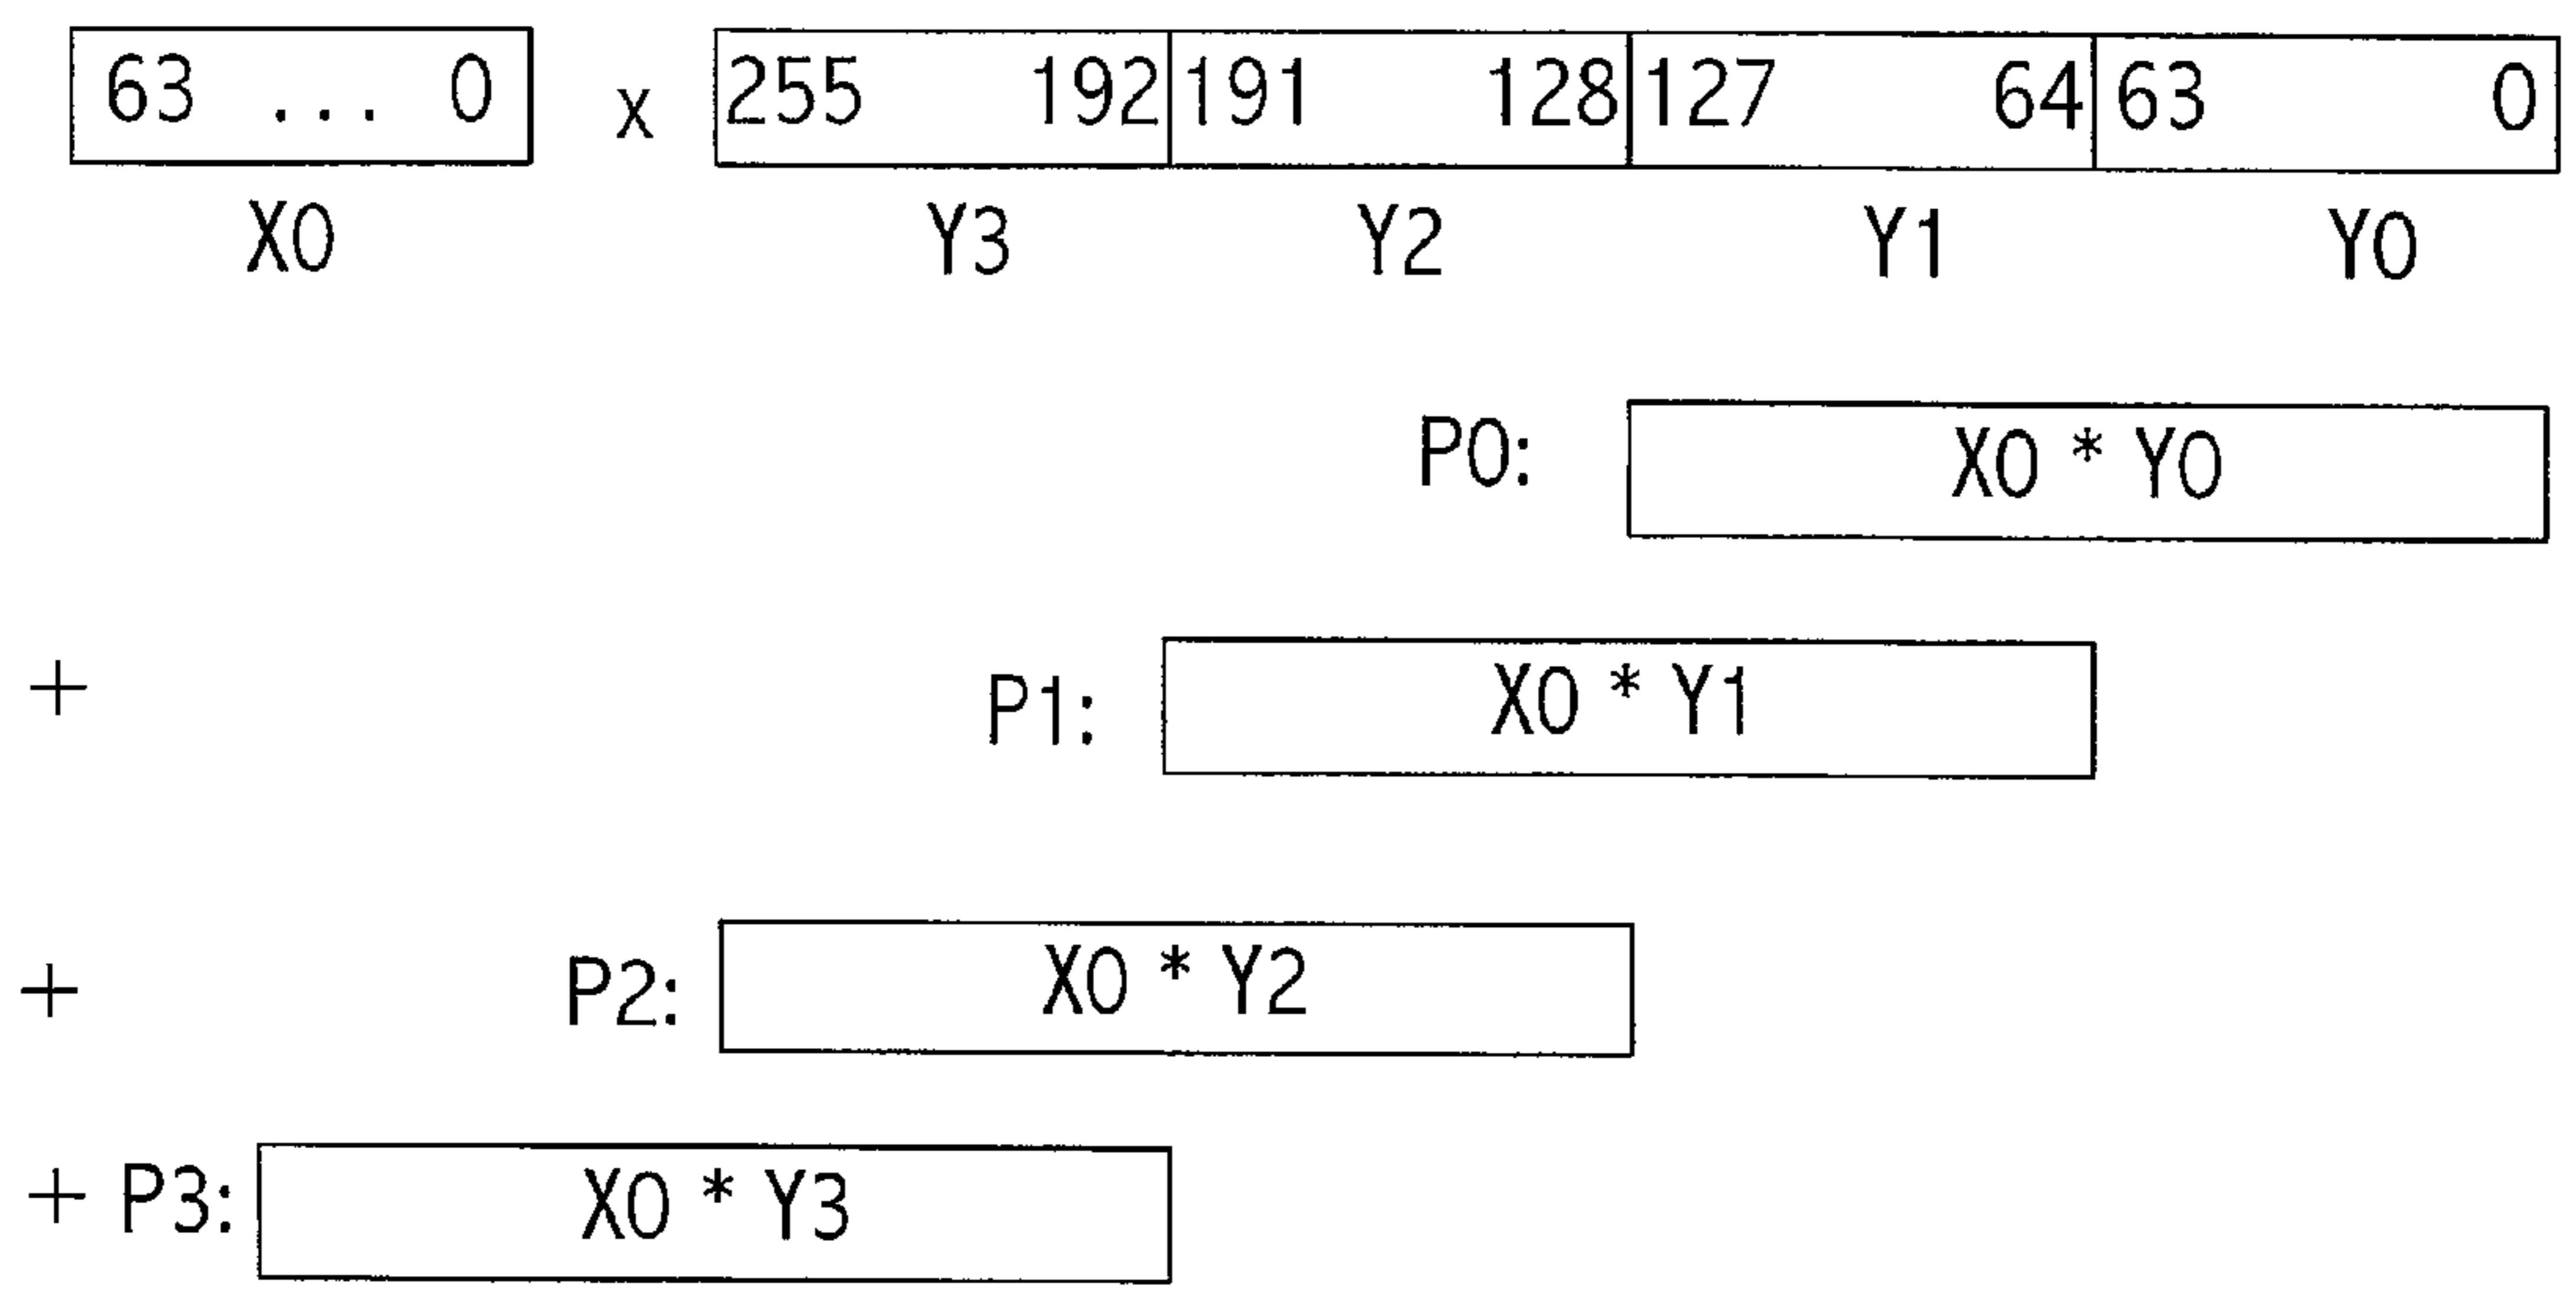 63 ... 0 x 255 192 191 128 127 64 63 0
X0 Y3 Y2 Y1 Y0
P0: X0 * Y0
+ P1: X0 * Y1
+ P2: X0 * Y2
+ P3: X0 * Y3